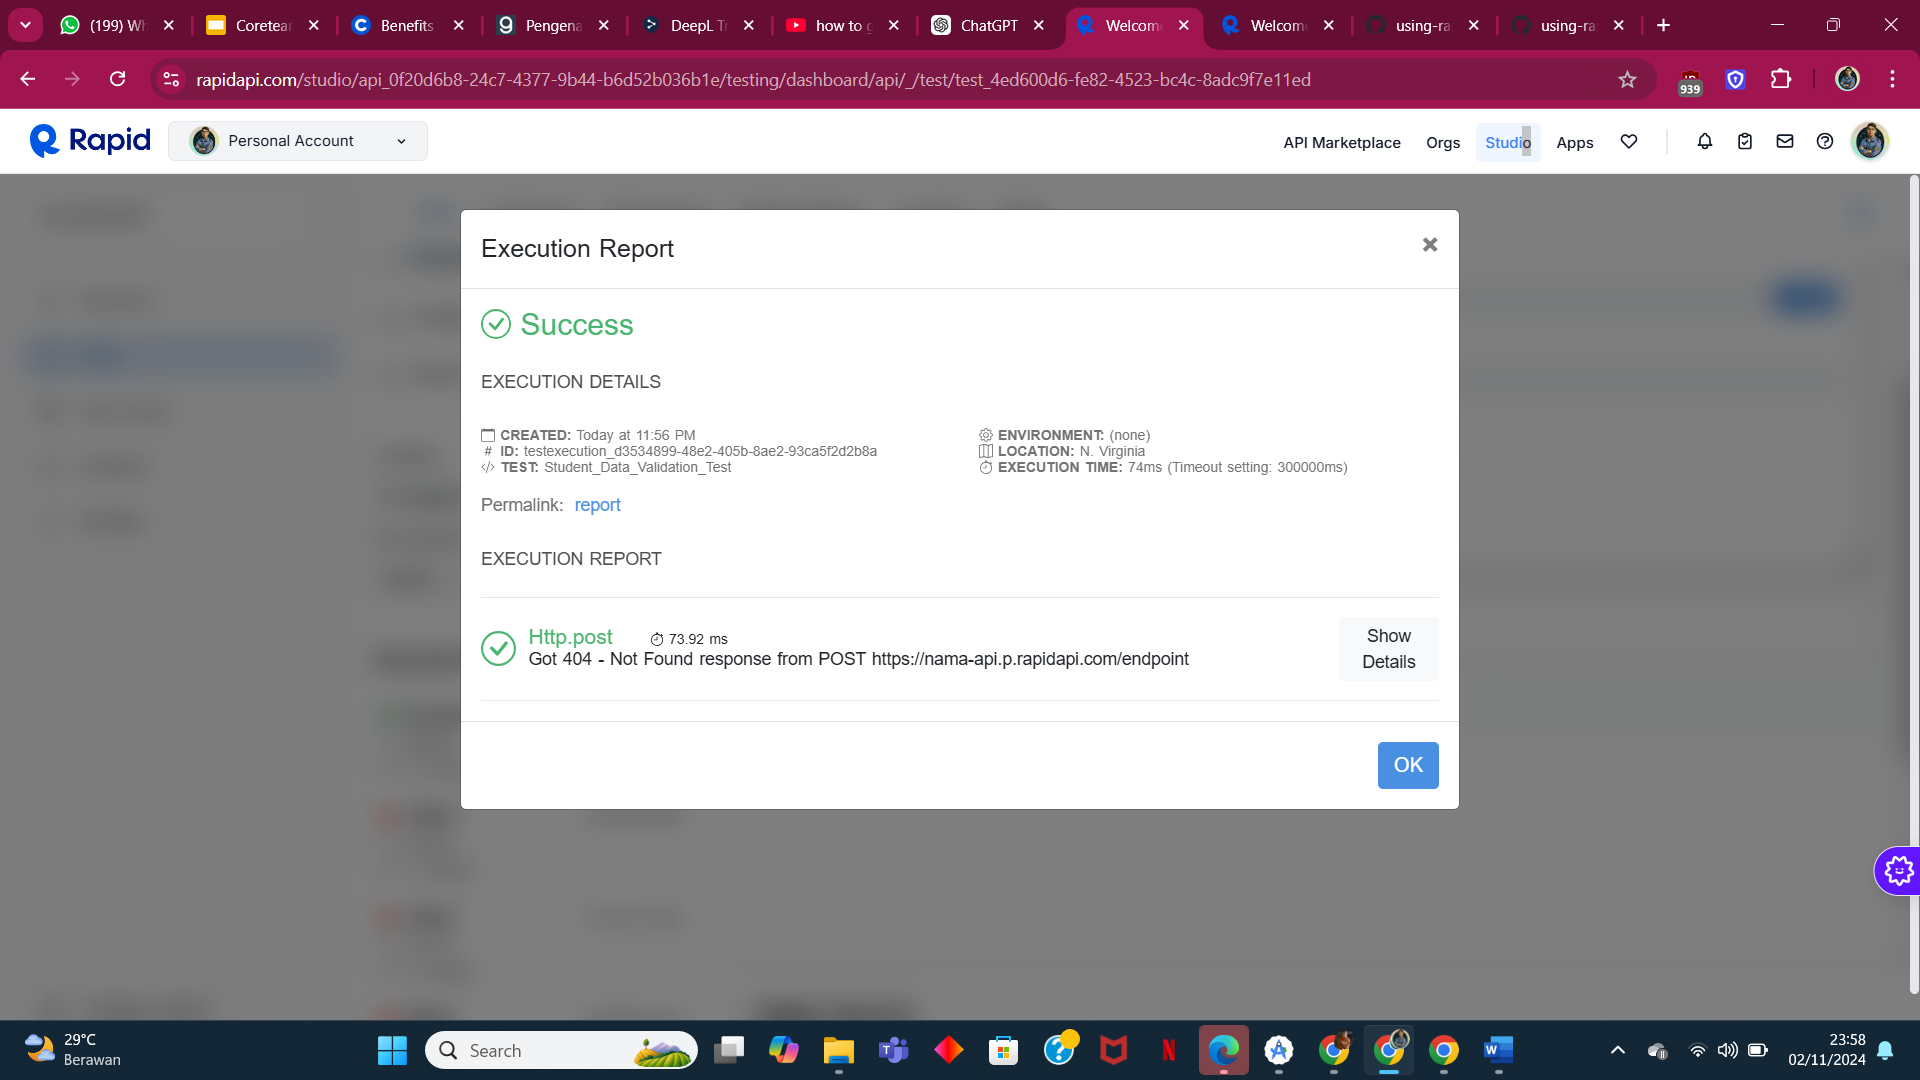 (199) Wh
Coretear
Benefits
Pengena
DeepL Tr
how to g
ChatGPT
Welcome
Welcome
using-ra
using-ra
rapidapi.com/studio/api_0f20d6b8-24c7-4377-9b44-b6d52b036b1e/testing/dashboard/api/_/test/test_4ed600d6-fe82-4523-bc4c-8adc9f7e11ed
939
Rapid
Personal Account
API Marketplace
Orgs
Studio
Apps
Execution Report
Success
EXECUTION DETAILS
CREATED: Today at 11:56 PM
# ID: testexecution_d3534899-48e2-405b-8ae2-93ca5f2d2b8a
</> TEST: Student_Data_Validation_Test
ENVIRONMENT: (none)
LOCATION: N. Virginia
EXECUTION TIME: 74ms (Timeout setting: 300000ms)
Permalink: report
EXECUTION REPORT
Http.post 73.92 ms
Got 404 - Not Found response from POST https://nama-api.p.rapidapi.com/endpoint
Show
Details
OK
29°C
Berawan
Search
23:58
02/11/2024